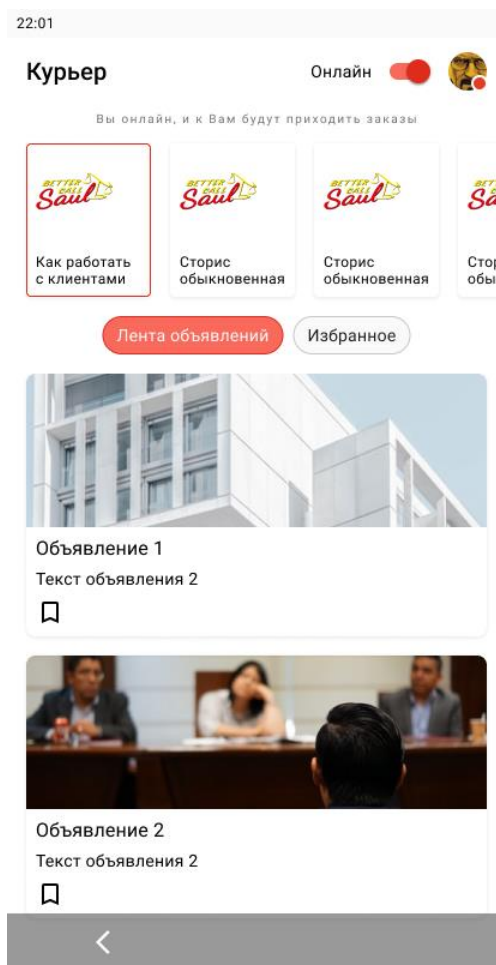 22:01
Курьер
Онлайн
Вы онлайн, и к Вам будут приходить заказы
BETTER CALL Saul
BETTER CALL Saul
BETTER CALL Saul
Как работать
с клиентами
Сторис
обыкновенная
Сторис
обыкновенная
Лента объявлений
Избранное
Объявление 1
Текст объявления 2
Объявление 2
Текст объявления 2